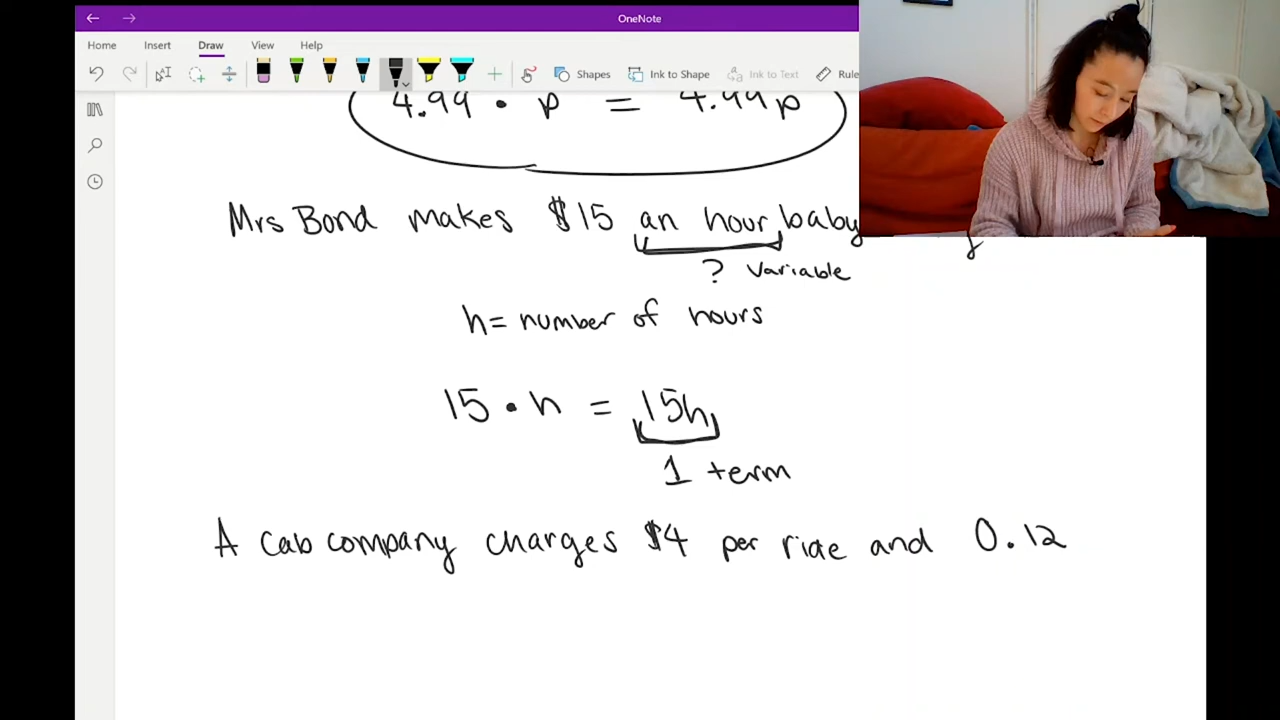 OneNote
Home Insert Draw View Help
Shapes Ink to Shape Ink to Text Rule
4.99 • p = 4.99p
Mrs Bond makes $15 an hour baby
? variable
h= number of hours
15 • h = 15h
1 term
A cab company charges $4 per ride and 0.12